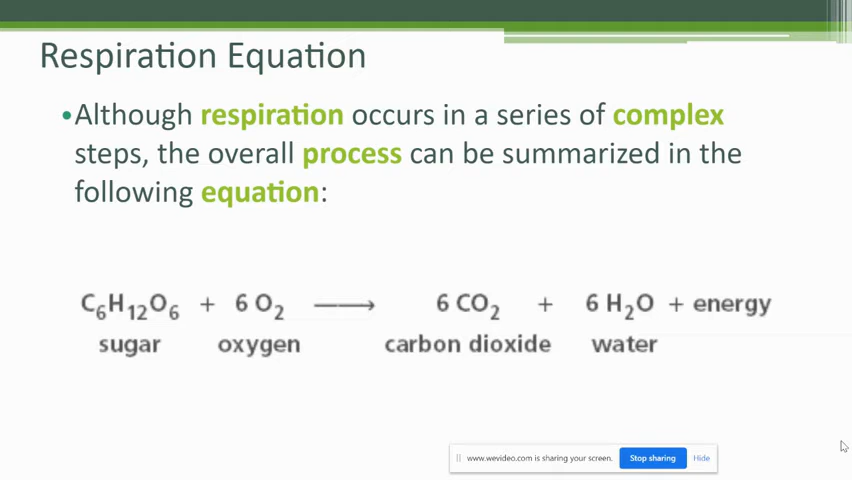 Respiration Equation
•Although respiration occurs in a series of complex
steps, the overall process can be summarized in the
following equation:
C₆H₁₂O₆ + 6 O₂ ⟶ 6 CO₂ + 6 H₂O + energy
sugar oxygen carbon dioxide water
www.wevideo.com is sharing your screen. Stop sharing Hide